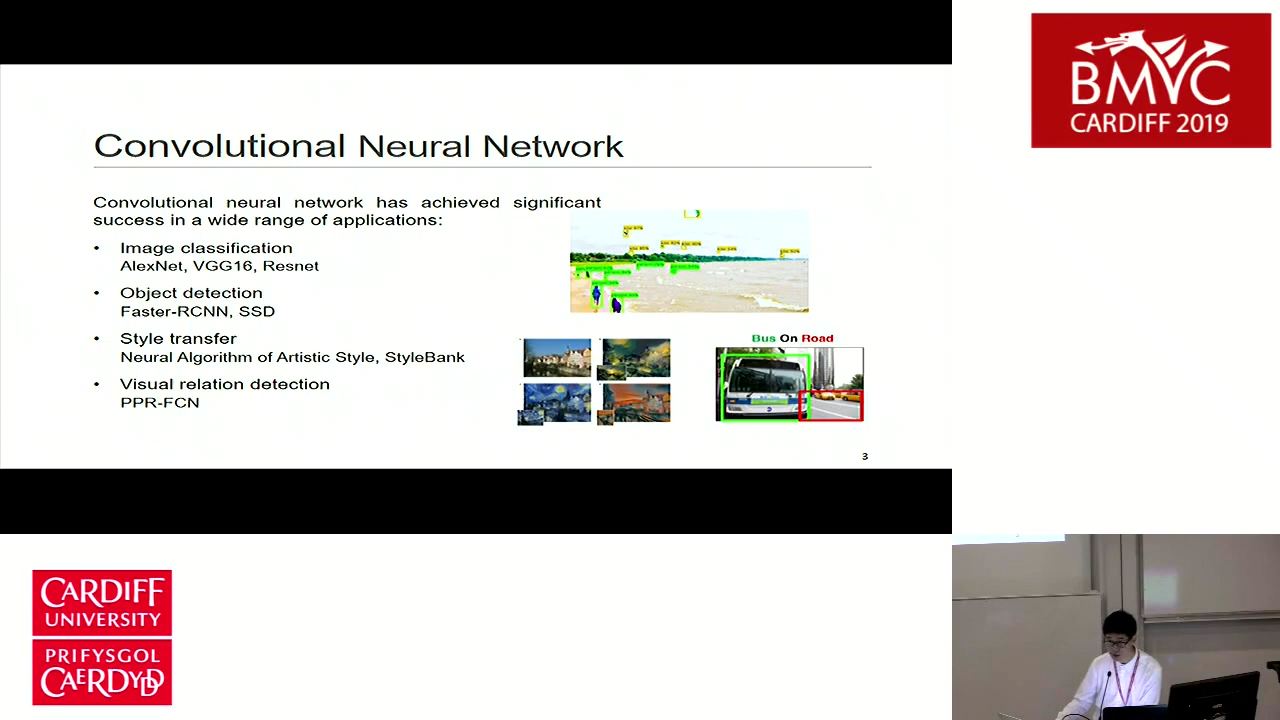 BMVC
CARDIFF 2019
Convolutional Neural Network
Convolutional neural network has achieved significant
success in a wide range of applications:
• Image classification
AlexNet, VGG16, Resnet
• Object detection
Faster-RCNN, SSD
• Style transfer
Neural Algorithm of Artistic Style, StyleBank
• Visual relation detection
PPR-FCN
Bus On Road
3
CARDIFF
UNIVERSITY
PRIFYSGOL
CAERDYDD